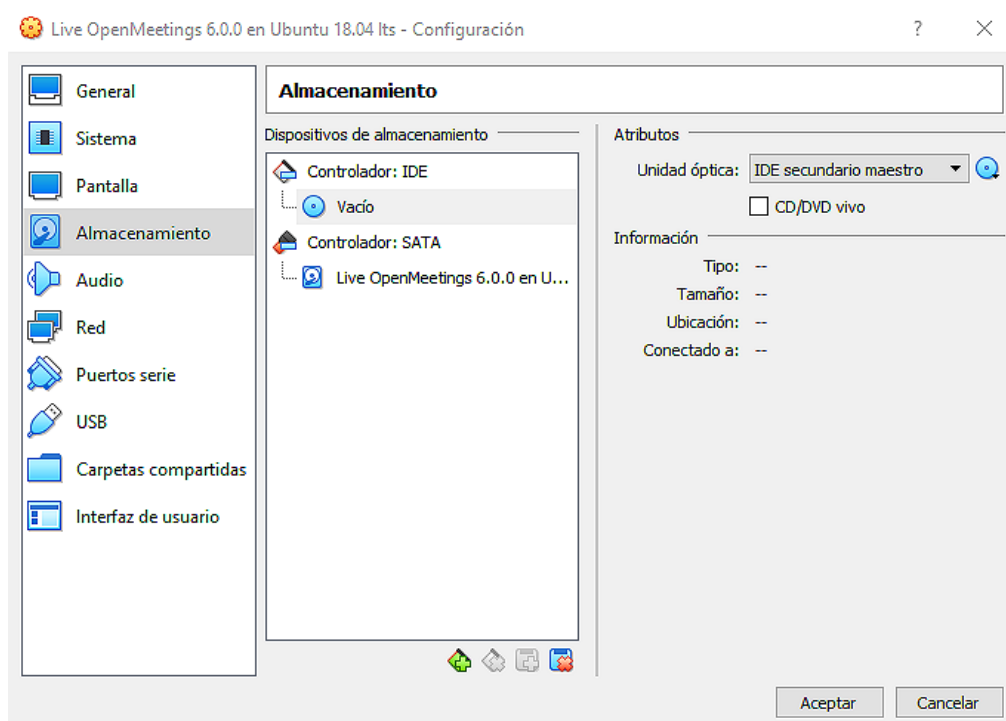 Live OpenMeetings 6.0.0 en Ubuntu 18.04 lts - Configuración
?
General
Sistema
Pantalla
Almacenamiento
Audio
Red
Puertos serie
USB
Carpetas compartidas
Interfaz de usuario
Almacenamiento
Dispositivos de almacenamiento
Controlador: IDE
Vacío
Controlador: SATA
Live OpenMeetings 6.0.0 en U...
Atributos
Unidad óptica: IDE secundario maestro
CD/DVD vivo
Información
Tipo: --
Tamaño: --
Ubicación: --
Conectado a: --
Aceptar Cancelar